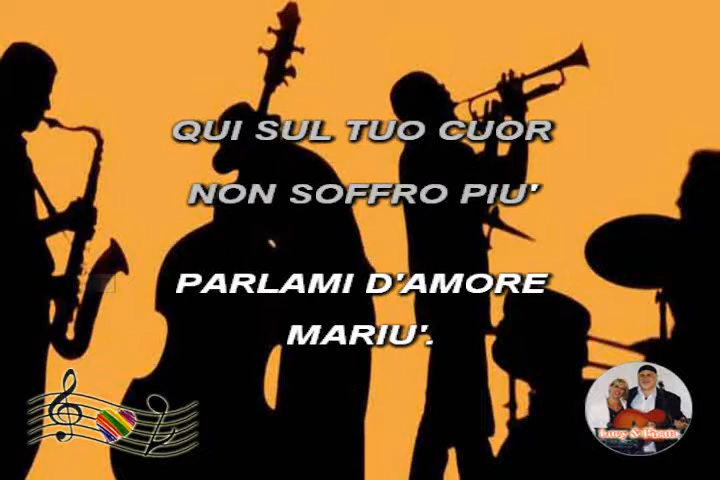 QUI SUL TUO CUOR
NON SOFFRO PIU'
PARLAMI D'AMORE
MARIU'.